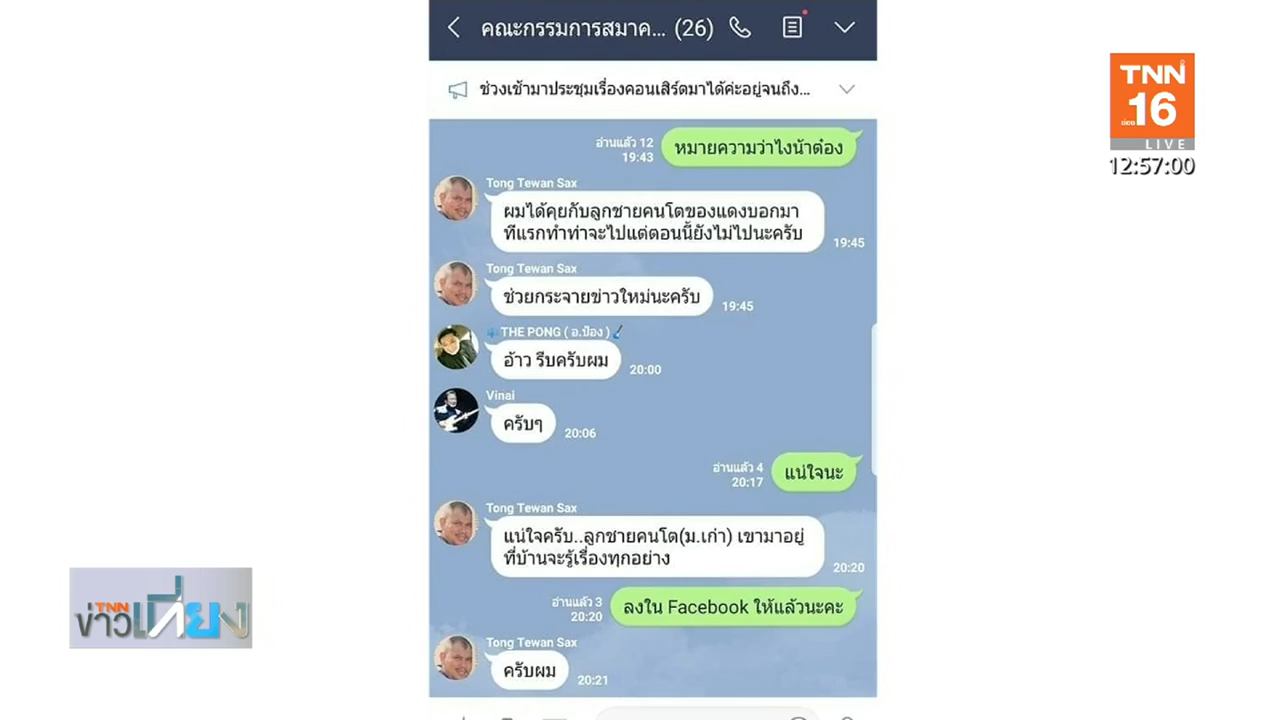 คณะกรรมการสมาค... (26)
ช่วงเข้ามาประชุมเรื่องคอนเสิร์ตมาได้ค่ะอยู่จนถึง...
TNN
ช่อง 16
LIVE
12:57:00
อ่านแล้ว 12
19:43
หมายความว่าไงน้าต๋อง
Tong Tewan Sax
ผมได้คุยกับลูกชายคนโตของแดงบอกมา
ทีแรกทำท่าจะไปแต่ตอนนี้ยังไม่ไปนะครับ
19:45
Tong Tewan Sax
ช่วยกระจายข่าวใหม่นะครับ
19:45
THE PONG ( อ.ป๊อง )
อ้าว รีบครับผม
20:00
Vinai
ครับๆ
20:06
อ่านแล้ว 4
20:17
แน่ใจนะ
Tong Tewan Sax
แน่ใจครับ..ลูกชายคนโต(ม.เก่า) เขามาอยู่
ที่บ้านจะรู้เรื่องทุกอย่าง
20:20
อ่านแล้ว 3
20:20
ลงใน Facebook ให้แล้วนะคะ
Tong Tewan Sax
ครับผม
20:21
TNN
ข่าวเที่ยง